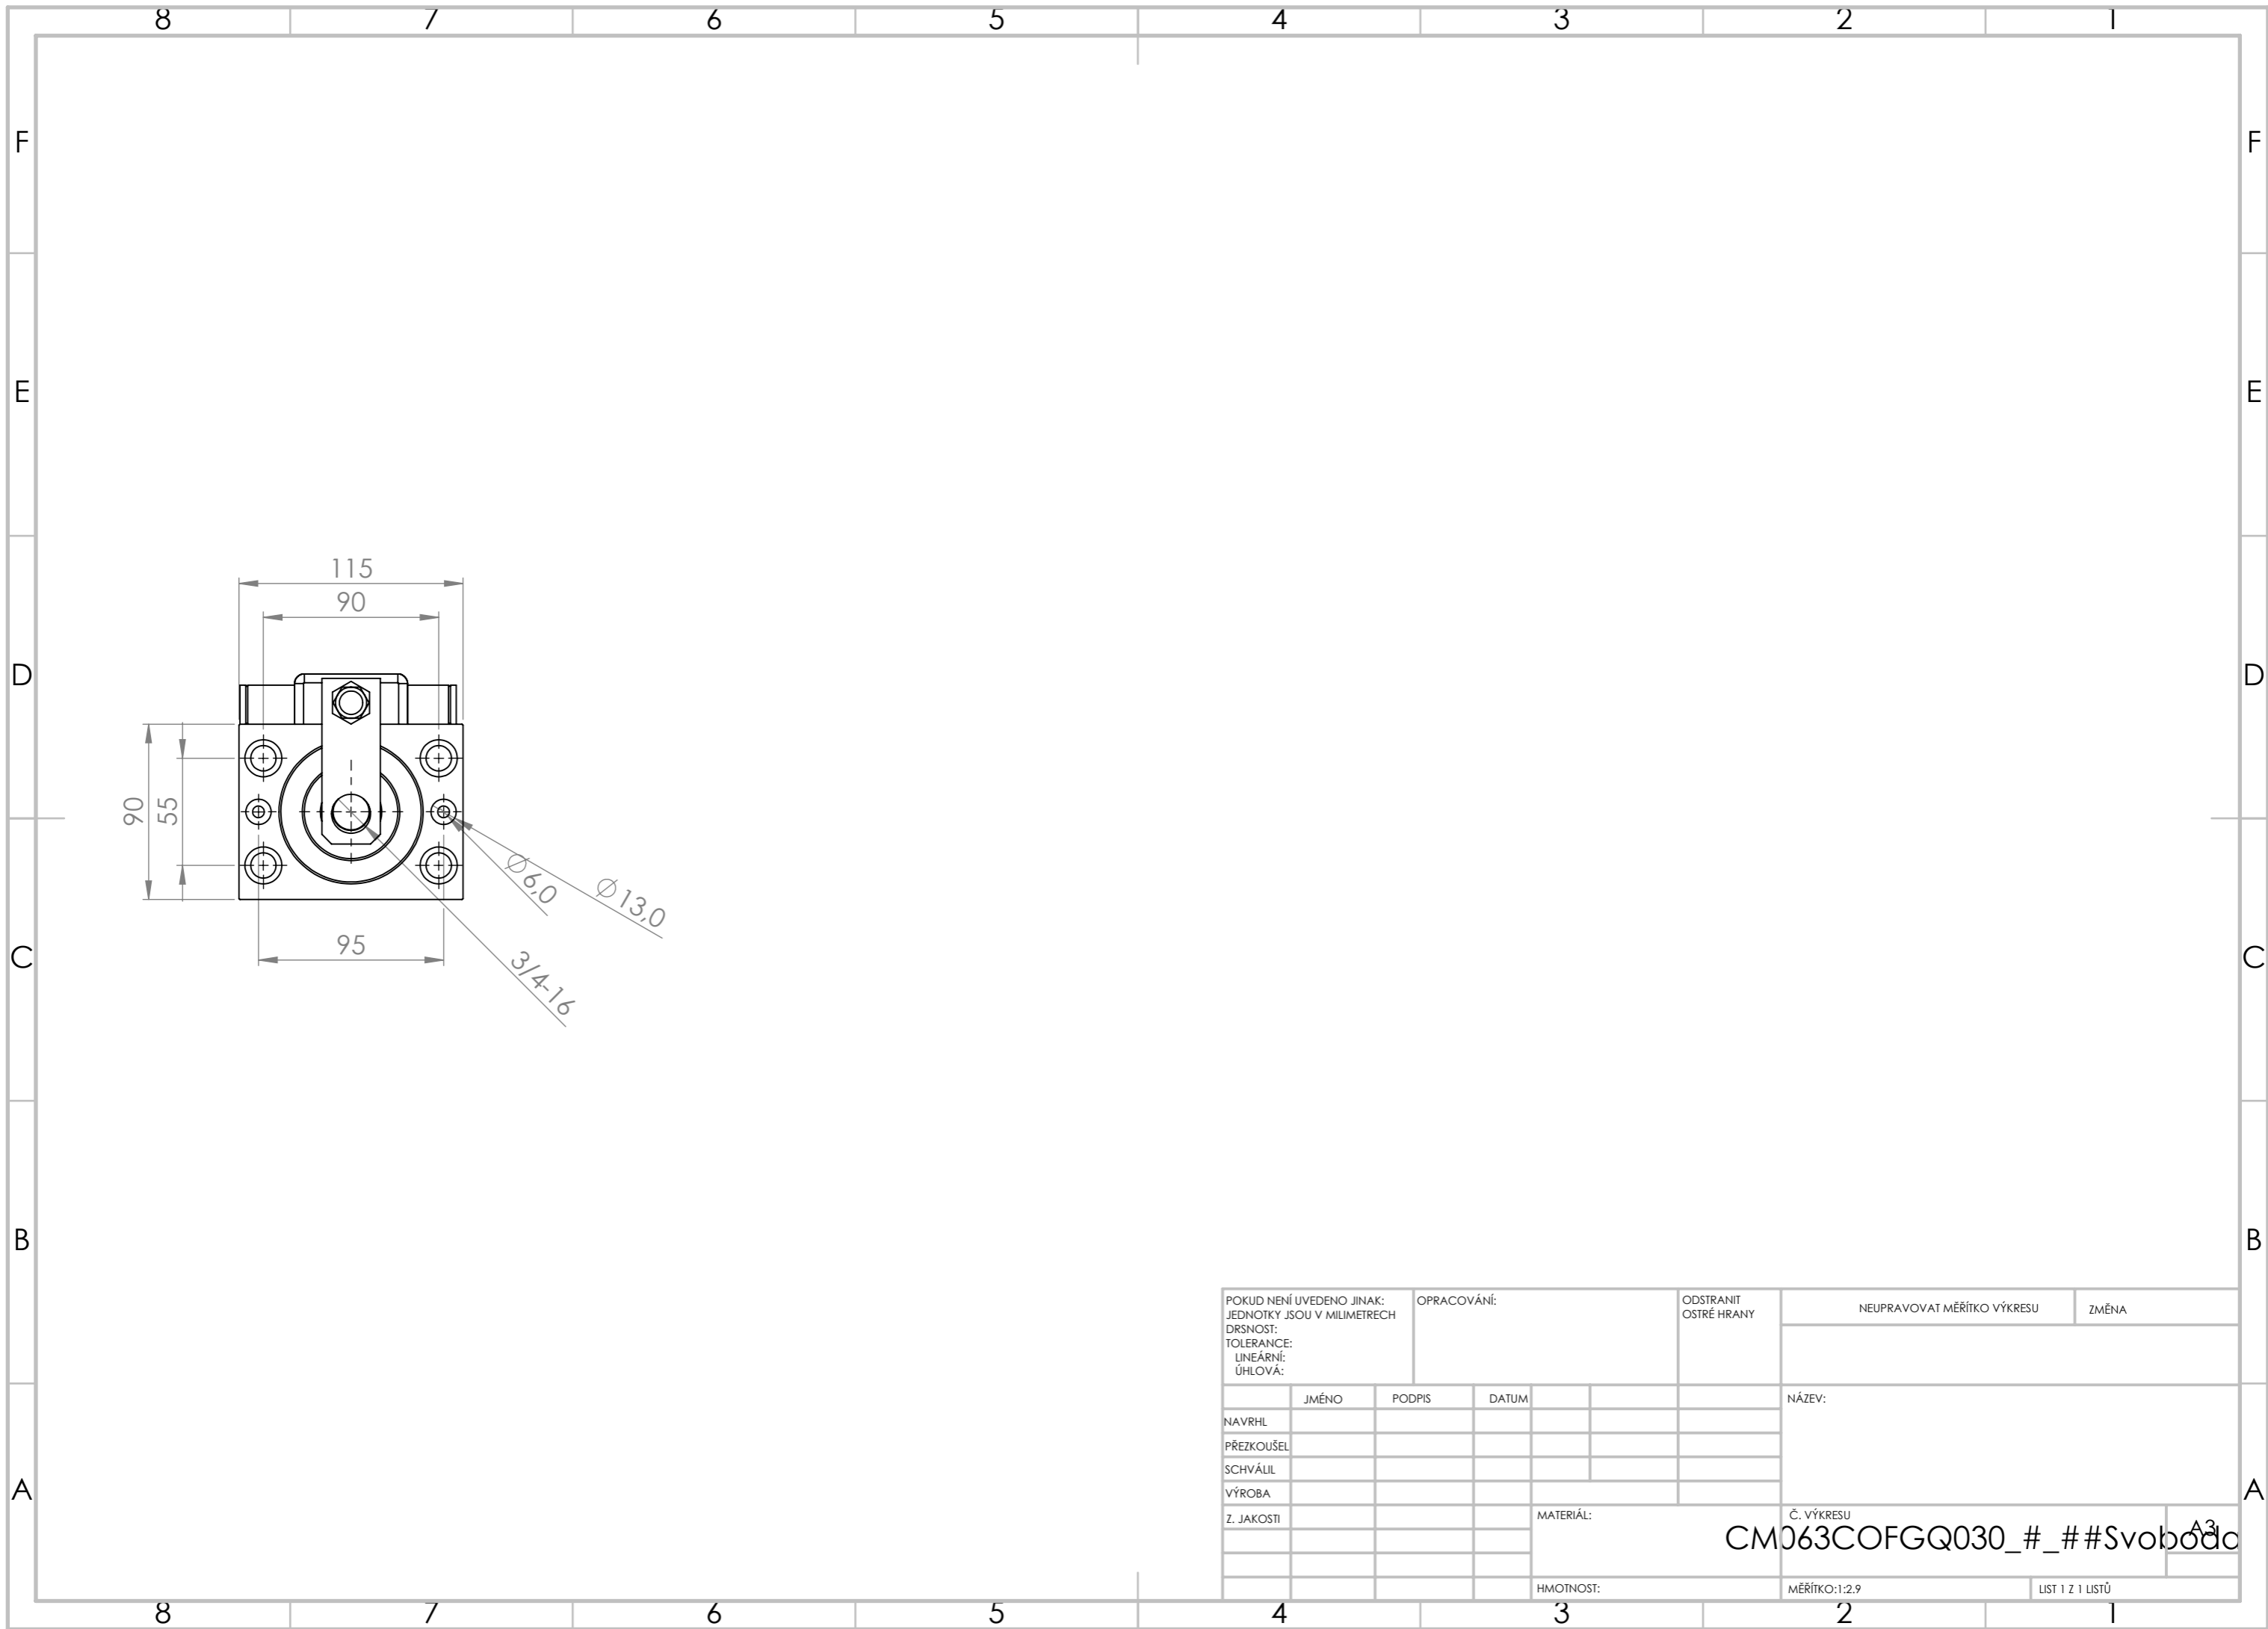 8 7 6 5 4 3 2 1
F F
E E
115
90
D D
90
55
Ø6,0
Ø13,0
95
3/4-16
C C
B B
POKUD NENÍ UVEDENO JINAK:
JEDNOTKY JSOU V MILIMETRECH
DRSNOST:
TOLERANCE:
LINEÁRNÍ:
ÚHLOVÁ:
OPRACOVÁNÍ:
ODSTRANIT
OSTRÉ HRANY
NEUPRAVOVAT MĚŘÍTKO VÝKRESU
ZMĚNA
JMÉNO PODPIS DATUM
NÁZEV:
NAVRHL
PŘEZKOUŠEL
SCHVÁLIL
VÝROBA
A A
Z. JAKOSTI
MATERIÁL:
Č. VÝKRESU
CM063COFGQ030_#_##Svoboda
A3
HMOTNOST:
MĚŘÍTKO:1:2.9
LIST 1 Z 1 LISTŮ
8 7 6 5 4 3 2 1